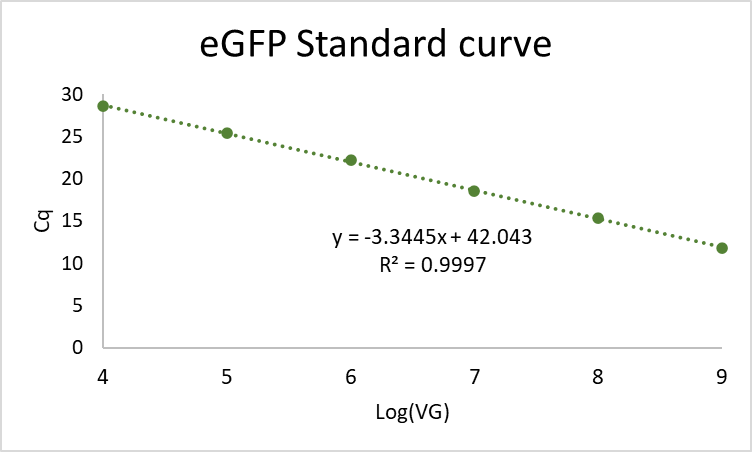 eGFP Standard curve
30
25
20
15
10
5
0
Cq
y = -3.3445x + 42.043
R² = 0.9997
4 5 6 7 8 9
Log(VG)